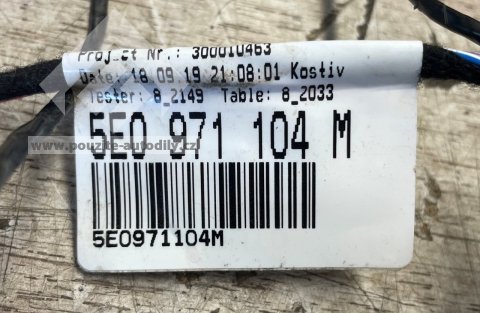 Project Nr.: 300010463
Date: 18.09.19 21:08:01 Kostiv
Tester: 8_2149 Table: 8_2033
5E0 971 104 M
www.pouzite-autodily.cz
5E0971104M